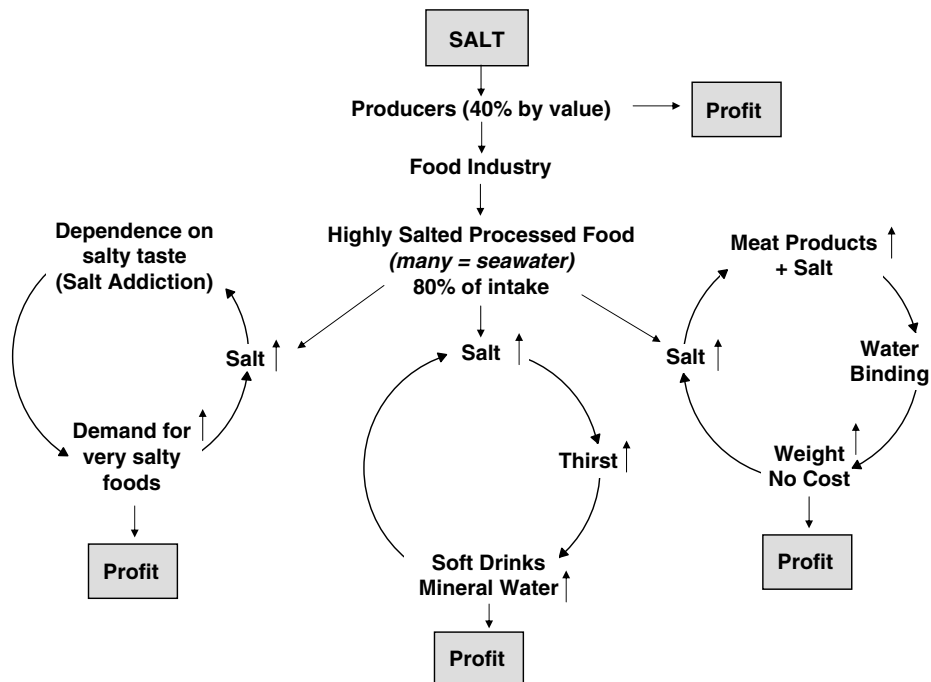 SALT
Producers (40% by value)
Profit
Food Industry
Highly Salted Processed Food
(many = seawater)
80% of intake
Dependence on
salty taste
(Salt Addiction)
Salt ↑
Demand for ↑
very salty
foods
Profit
Salt ↑
Thirst ↑
Soft Drinks
Mineral Water ↑
Profit
Meat Products ↑
+ Salt
Water
Binding
Weight ↑
No Cost
Salt ↑
Profit